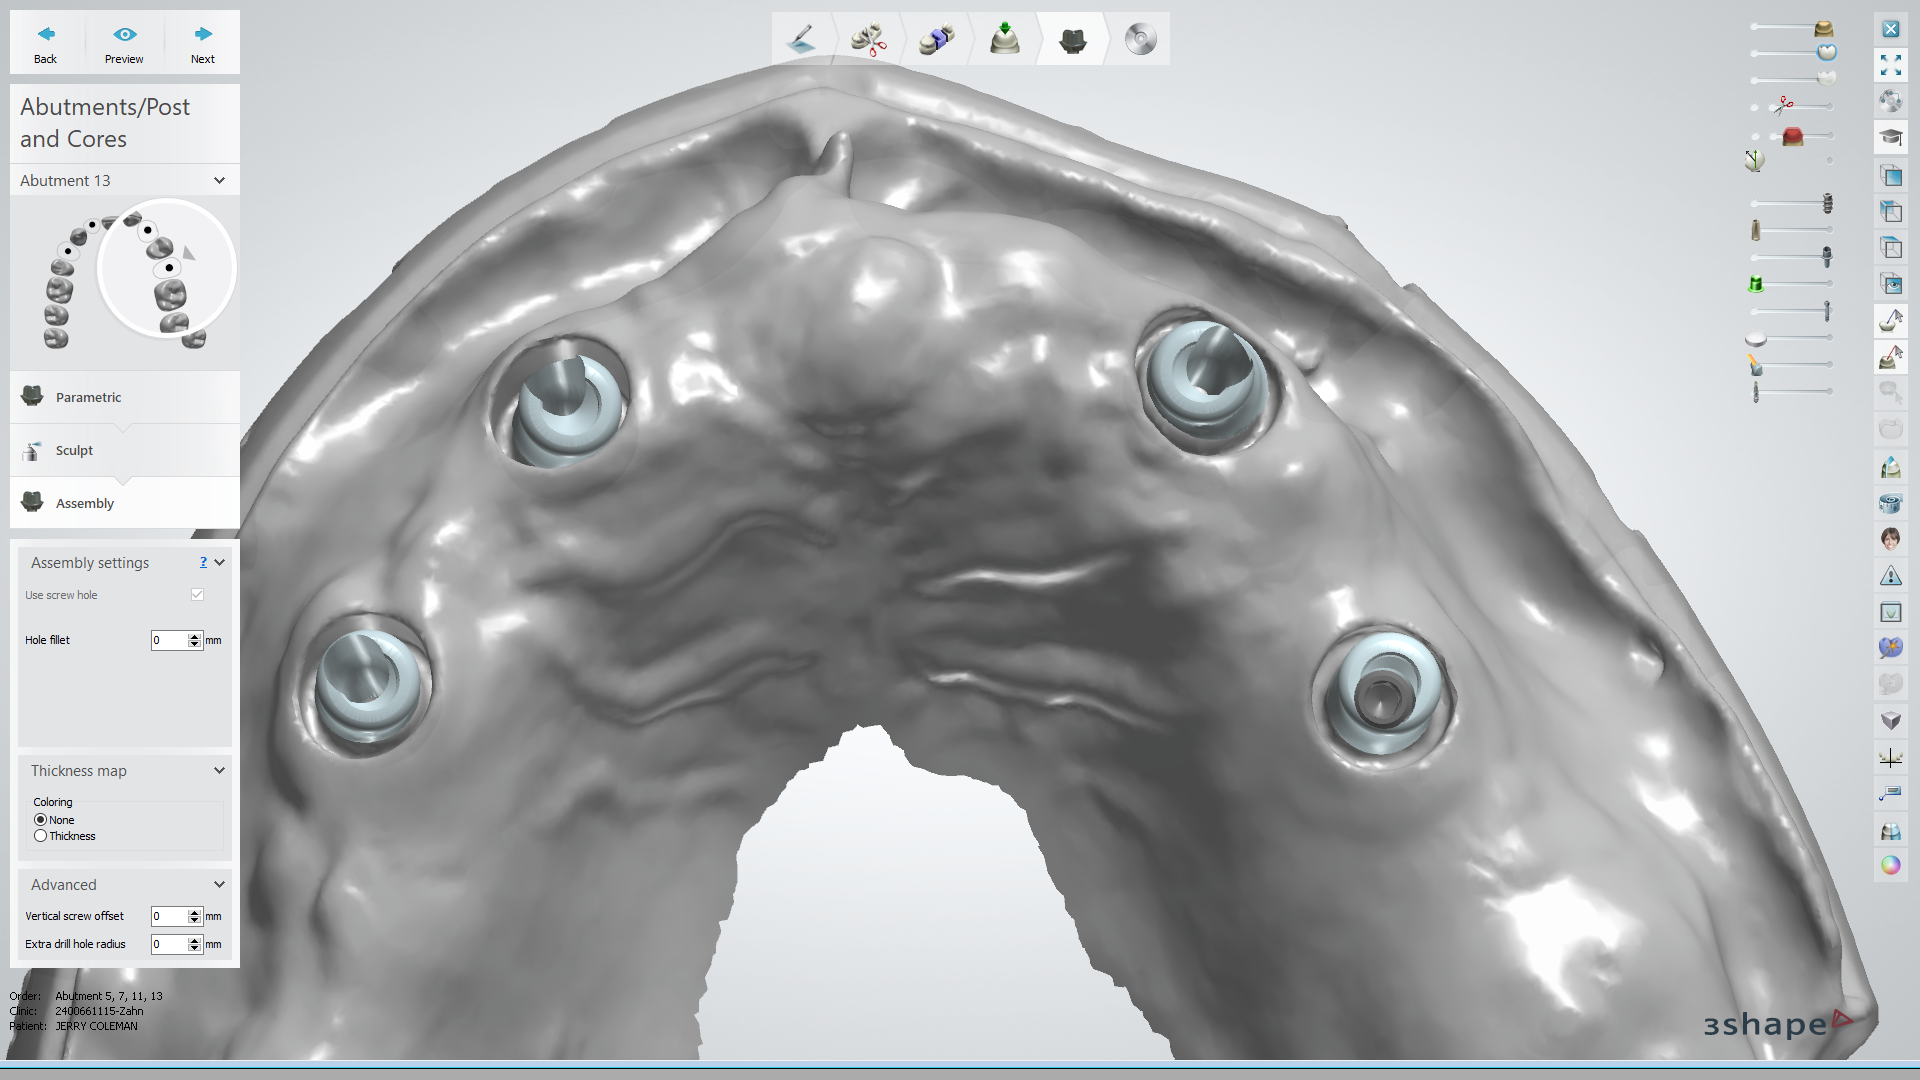 Back
Preview
Next
Abutments/Post
and Cores
Abutment 13
Parametric
Sculpt
Assembly
Assembly settings ?
Use screw hole
Hole fillet 0 mm
Thickness map
Coloring
None
Thickness
Advanced
Vertical screw offset 0 mm
Extra drill hole radius 0 mm
Order: Abutment 5, 7, 11, 13
Clinic: 2400661115-Zahn
Patient: JERRY COLEMAN
3shape